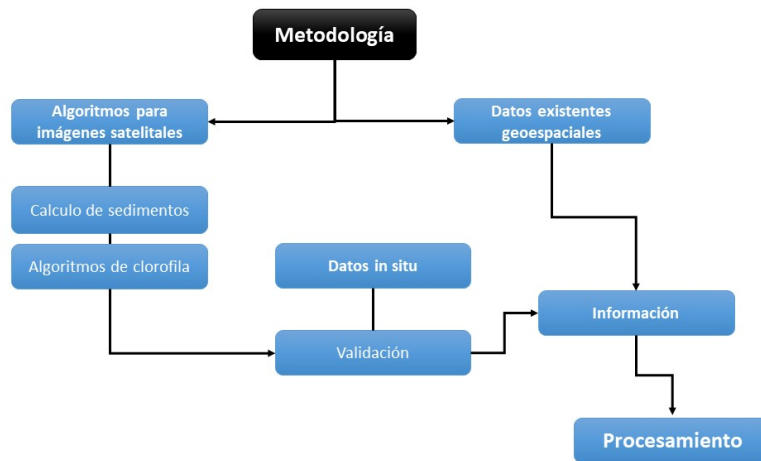 Metodología
Algoritmos para
imágenes satelitales
Datos existentes
geoespaciales
Calculo de sedimentos
Algoritmos de clorofila
Datos in situ
Información
Validación
Procesamiento